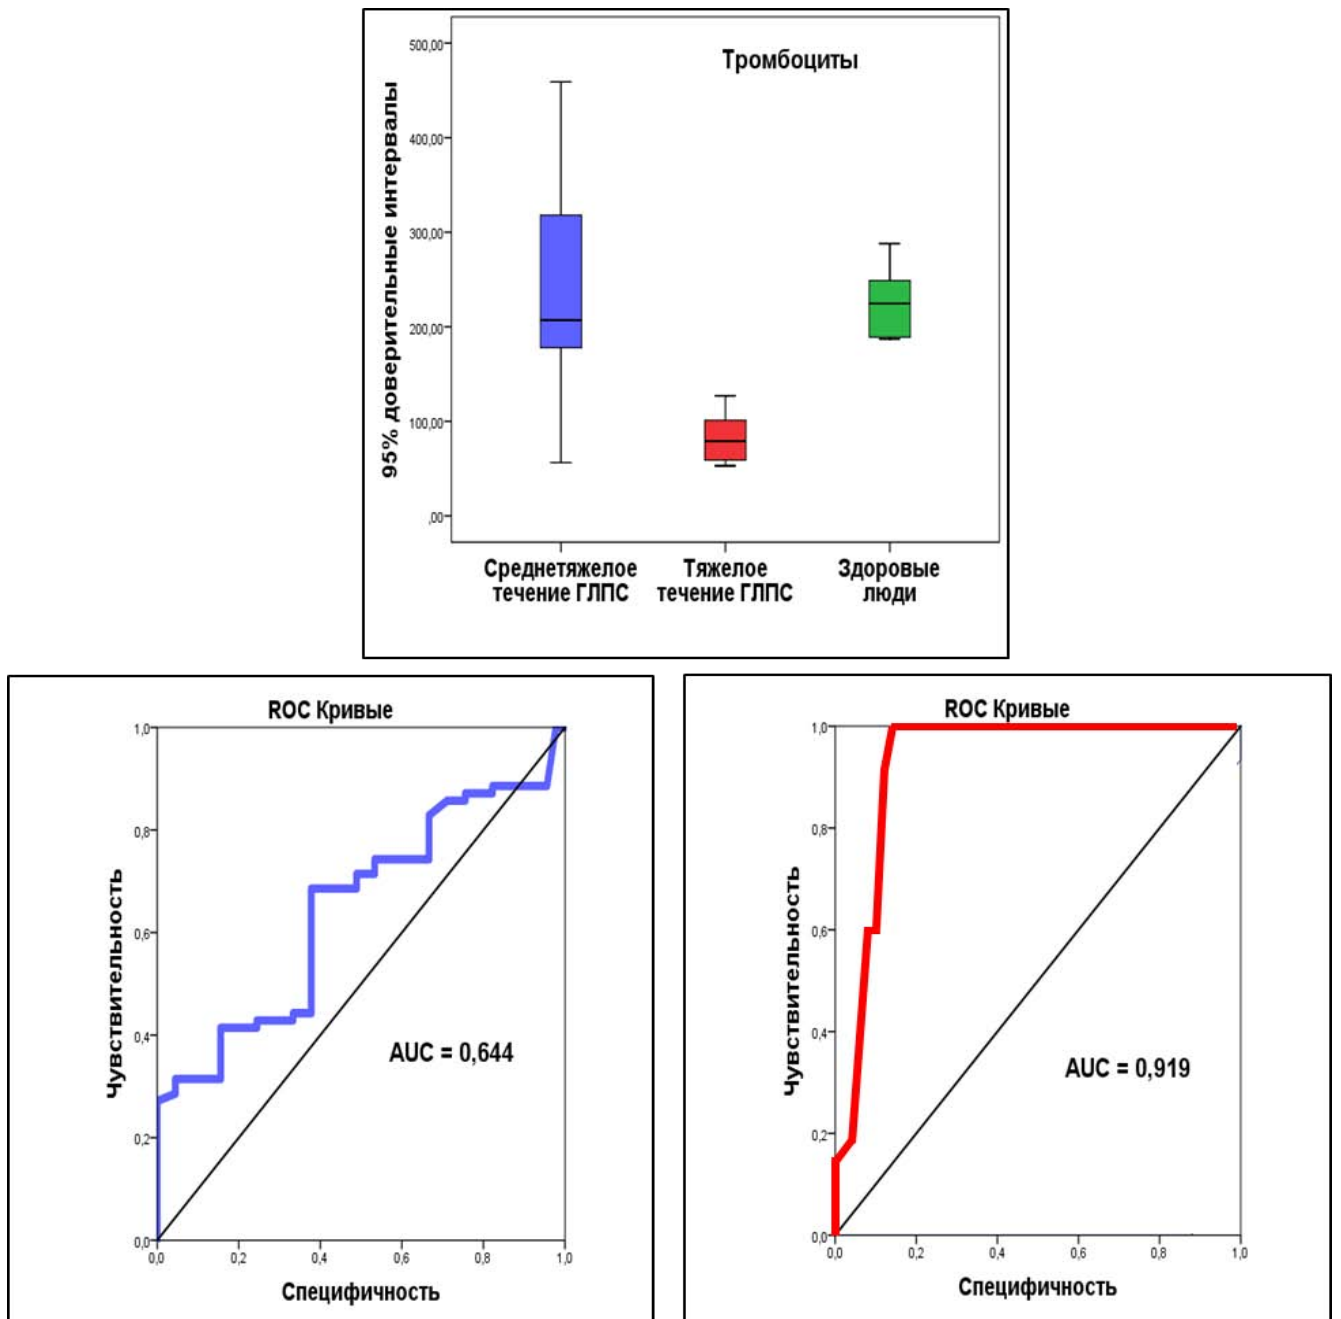 Тромбоциты
95% доверительные интервалы
500,00
400,00
300,00
200,00
100,00
,00
Среднетяжелое
течение ГЛПС
Тяжелое
течение ГЛПС
Здоровые
люди
ROC Кривые
Чувствительность
1,0
0,8
0,6
0,4
0,2
0,0
AUC = 0,644
0,0 0,2 0,4 0,6 0,8 1,0
Специфичность
ROC Кривые
Чувствительность
1,0
0,8
0,6
0,4
0,2
0,0
AUC = 0,919
0,0 0,2 0,4 0,6 0,8 1,0
Специфичность